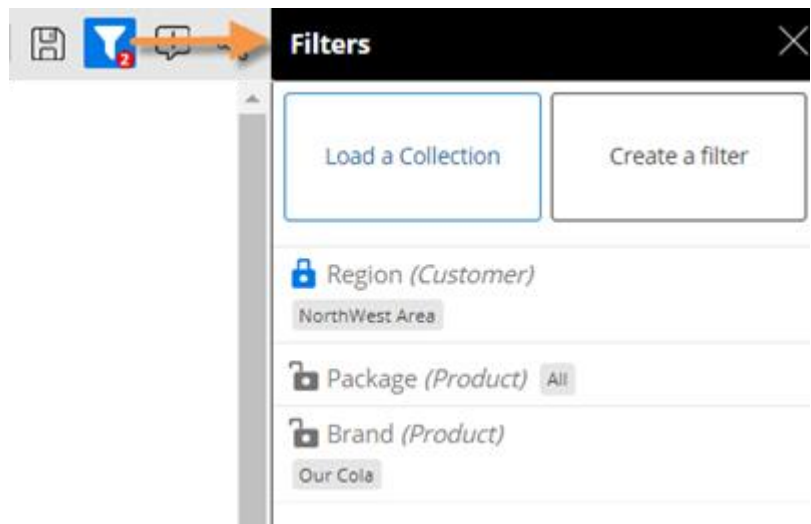 2
Filters
Load a Collection
Create a filter
Region (Customer)
NorthWest Area
Package (Product) All
Brand (Product)
Our Cola